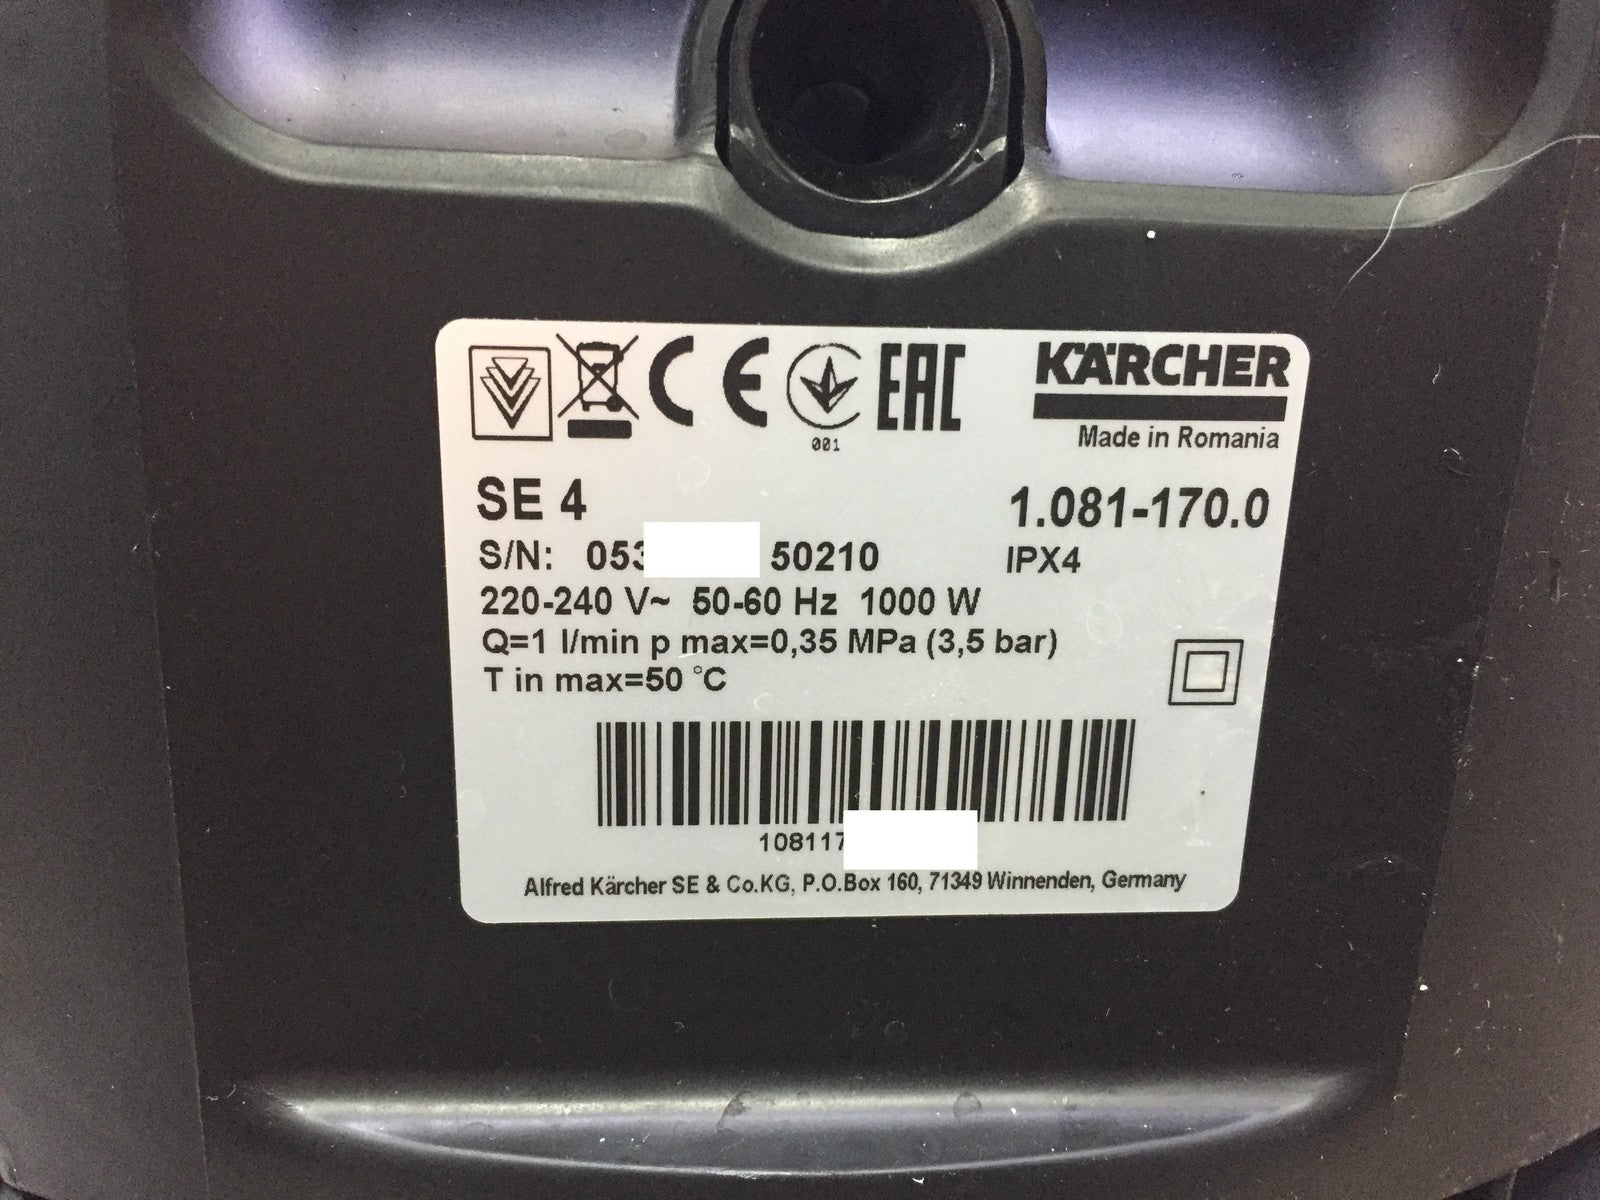 CE EAC KÄRCHER
001
Made in Romania
SE 4 1.081-170.0
S/N: 053 50210 IPX4
220-240 V~ 50-60 Hz 1000 W
Q=1 l/min p max=0,35 MPa (3,5 bar)
T in max=50 °C
108117
Alfred Kärcher SE & Co.KG, P.O.Box 160, 71349 Winnenden, Germany